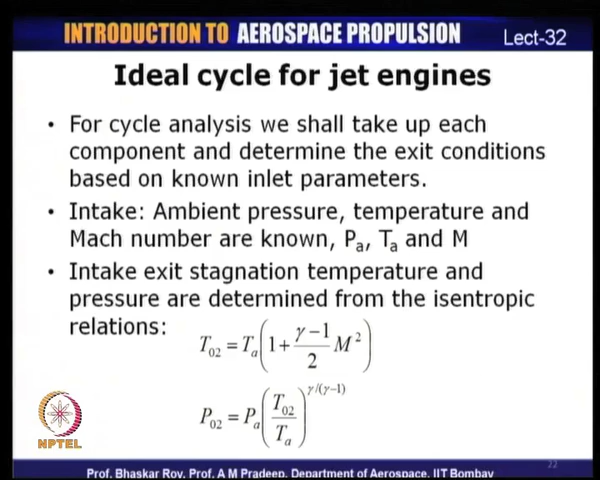 INTRODUCTION TO AEROSPACE PROPULSION Lect-32
Ideal cycle for jet engines
• For cycle analysis we shall take up each
component and determine the exit conditions
based on known inlet parameters.
• Intake: Ambient pressure, temperature and
Mach number are known, Pa, Ta and M
• Intake exit stagnation temperature and
pressure are determined from the isentropic
relations:
T02 = Ta(1 + (γ−1)/2 M²)
P02 = Pa(T02/Ta)^γ/(γ−1)
NPTEL
22
Prof. Bhaskar Roy, Prof. A M Pradeep, Department of Aerospace, IIT Bombay